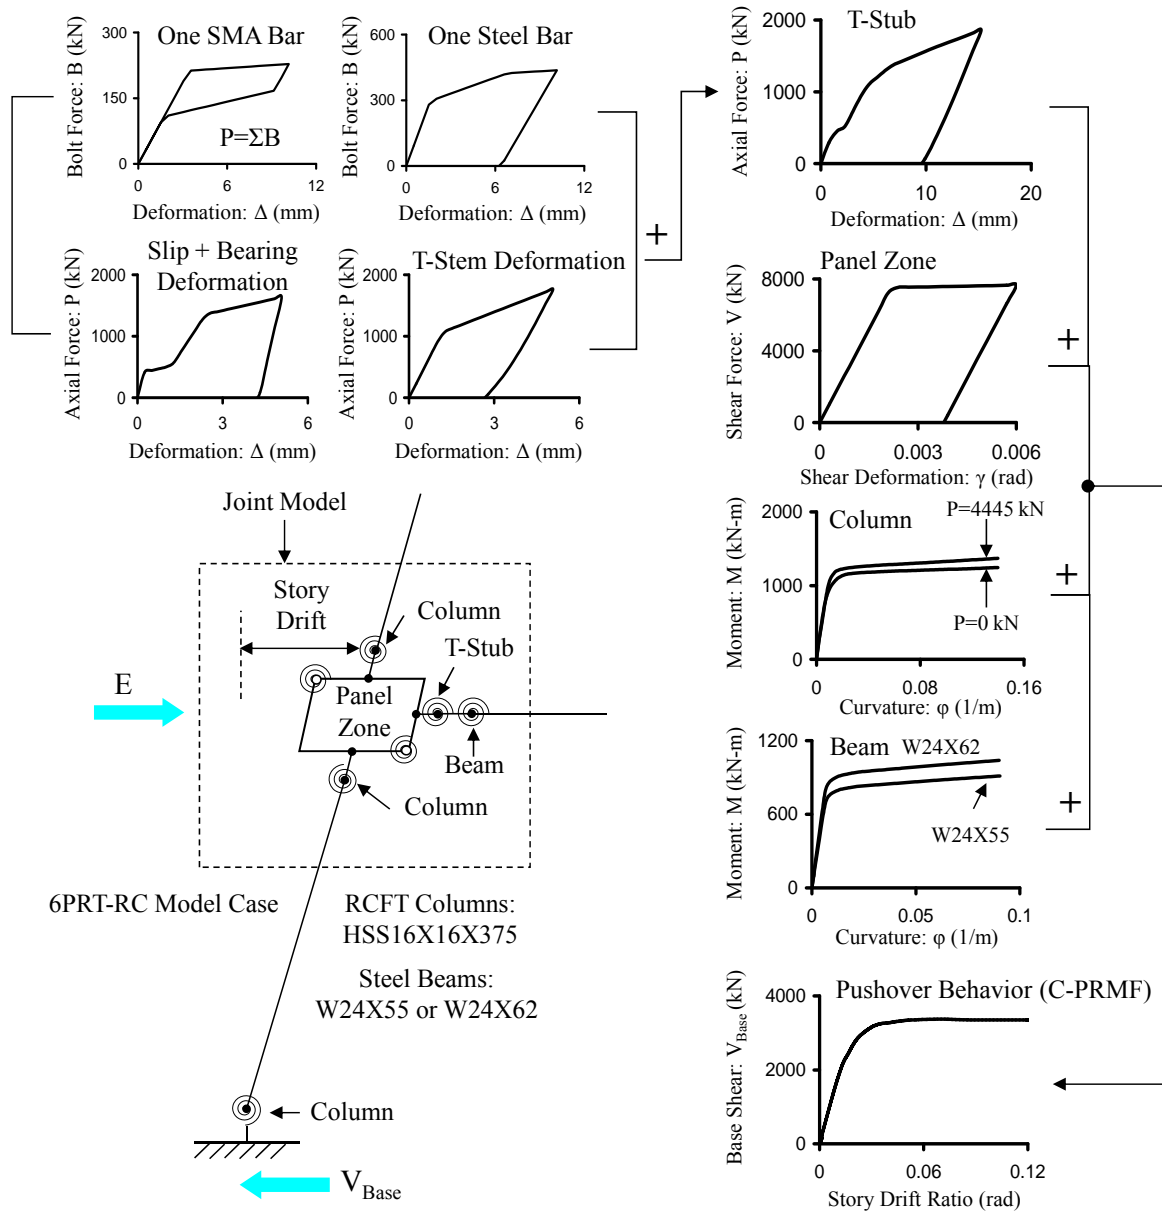 One SMA Bar
Bolt Force: B (kN)
300
150
0
P=ΣB
0 6 12
Deformation: Δ (mm)
One Steel Bar
Bolt Force: B (kN)
600
300
0
0 6 12
Deformation: Δ (mm)
T-Stub
Axial Force: P (kN)
2000
1000
0
0 10 20
Deformation: Δ (mm)
+
Slip + Bearing
Deformation
Axial Force: P (kN)
2000
1000
0
0 3 6
Deformation: Δ (mm)
T-Stem Deformation
Axial Force: P (kN)
2000
1000
0
0 3 6
Deformation: Δ (mm)
Panel Zone
Shear Force: V (kN)
8000
4000
0
0 0.003 0.006
Shear Deformation: γ (rad)
+
Column
Moment: M (kN-m)
2000
1000
0
P=4445 kN
P=0 kN
0 0.08 0.16
Curvature: φ (1/m)
+
Beam
Moment: M (kN-m)
1200
600
0
W24X62
W24X55
0 0.05 0.1
Curvature: φ (1/m)
+
Pushover Behavior (C-PRMF)
Base Shear: VBase (kN)
4000
2000
0
0 0.06 0.12
Story Drift Ratio (rad)
Joint Model
Story
Drift
Column
T-Stub
E
Panel
Zone
Beam
Column
6PRT-RC Model Case
RCFT Columns:
HSS16X16X375
Steel Beams:
W24X55 or W24X62
Column
VBase